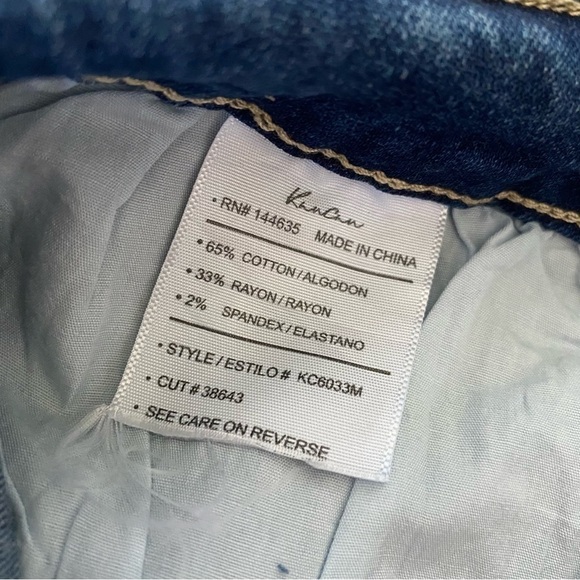 KanCan
• RN# 144635 MADE IN CHINA
• 65% COTTON/ALGODON
• 33% RAYON/RAYON
• 2% SPANDEX/ELASTANO
• STYLE/ESTILO # KC6033M
• CUT # 38643
• SEE CARE ON REVERSE